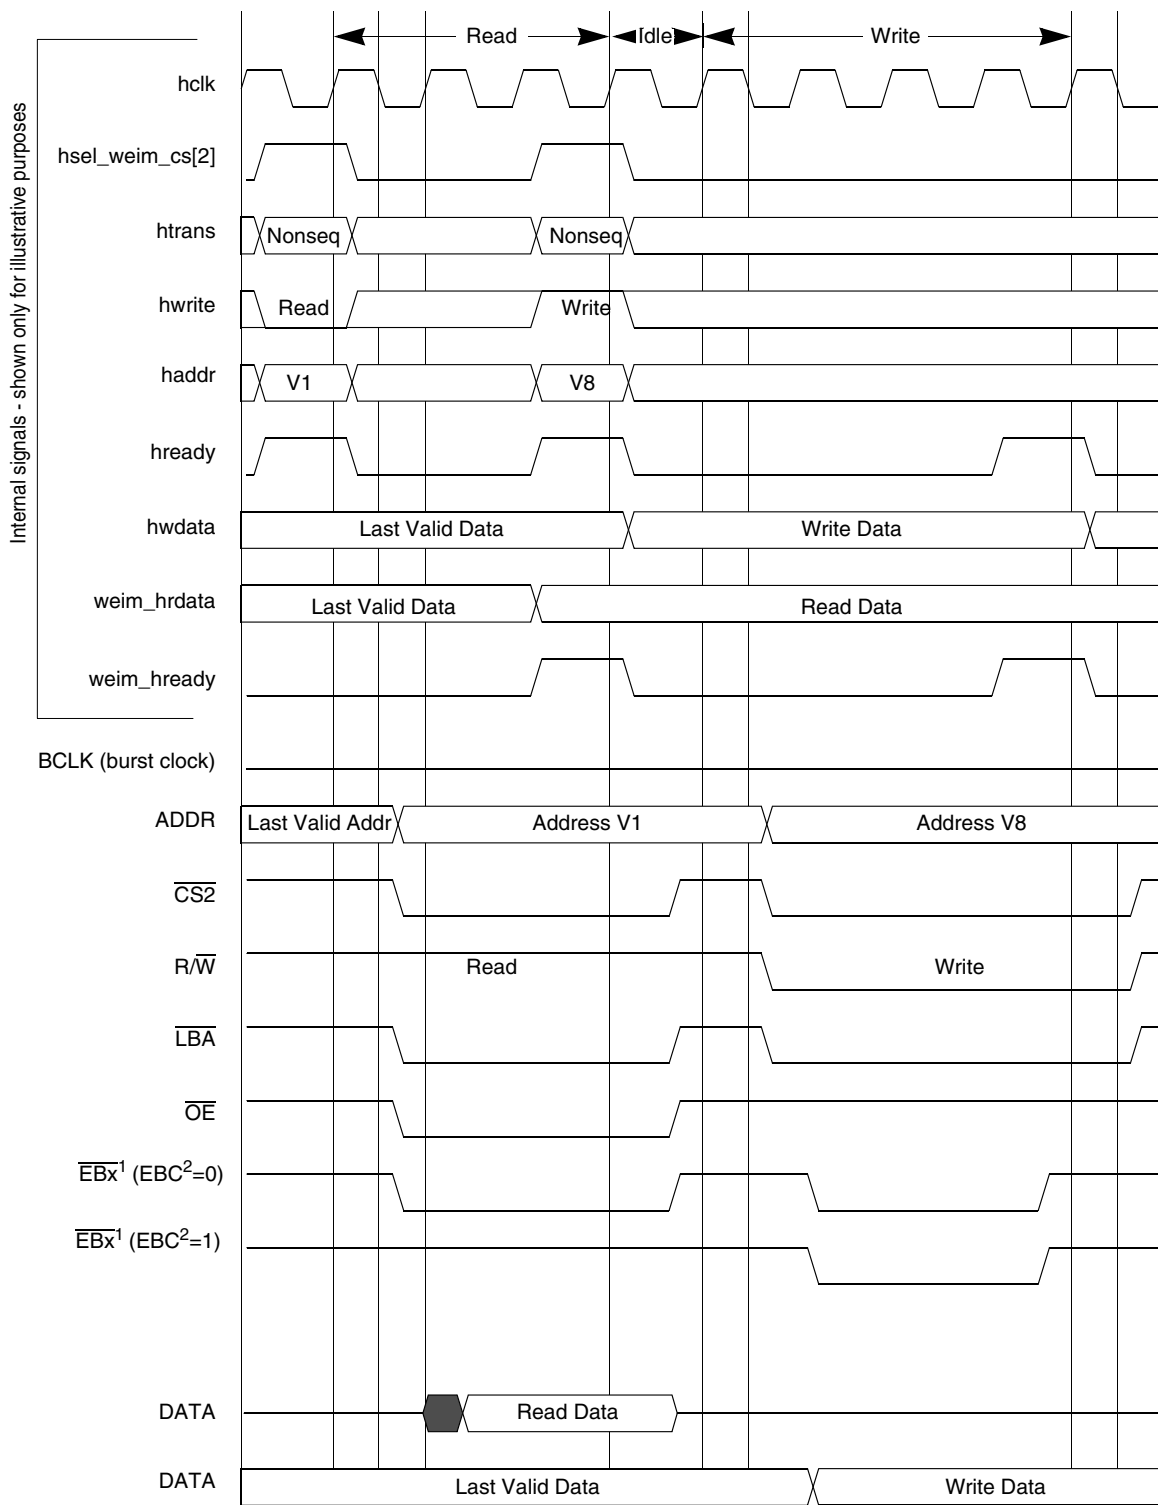 Read Idle Write
Internal signals - shown only for illustrative purposes
hclk
hsel_weim_cs[2]
htrans Nonseq Nonseq
hwrite Read Write
haddr V1 V8
hready
hwdata Last Valid Data Write Data
weim_hrdata Last Valid Data Read Data
weim_hready
BCLK (burst clock)
ADDR Last Valid Addr Address V1 Address V8
CS2
R/W Read Write
LBA
OE
EBx¹ (EBC²=0)
EBx¹ (EBC²=1)
DATA Read Data
DATA Last Valid Data Write Data